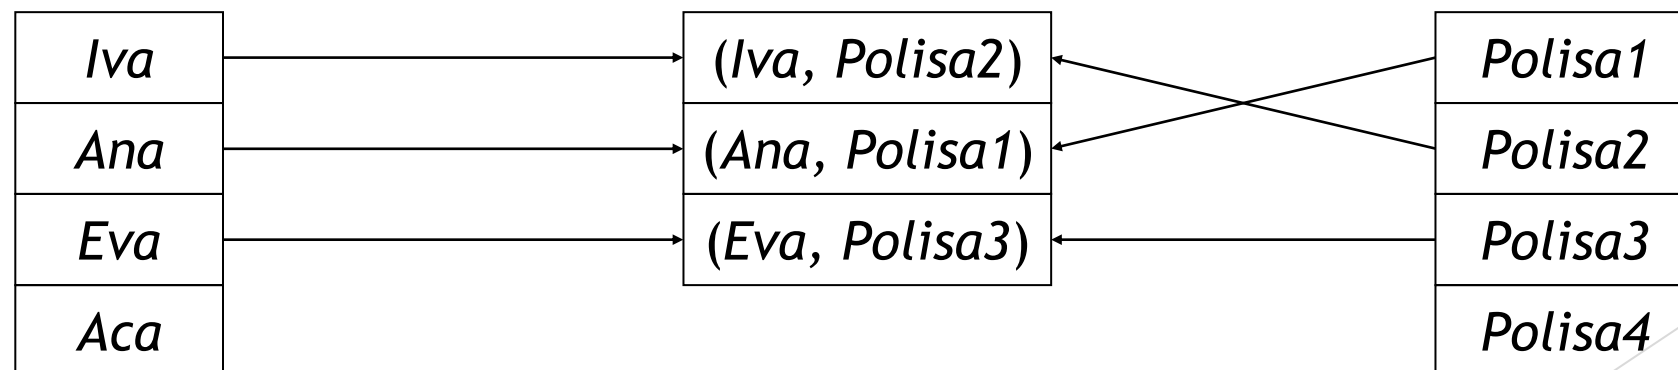 Iva
(Iva, Polisa2)
Polisa1
Ana
(Ana, Polisa1)
Polisa2
Eva
(Eva, Polisa3)
Polisa3
Aca
Polisa4